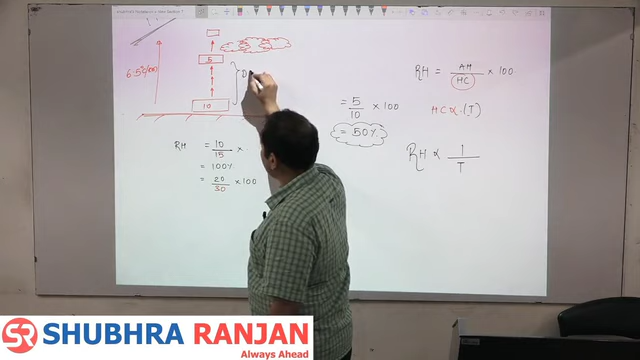 6.5°C/km
5
10
D
RH = 10/15 ×
= 100%
= 20/30 × 100
= 5/10 × 100
= 50%
RH = AH/HC × 100
HC ∝ (T)
RH ∝ 1/T
SR SHUBHRA RANJAN
Always Ahead